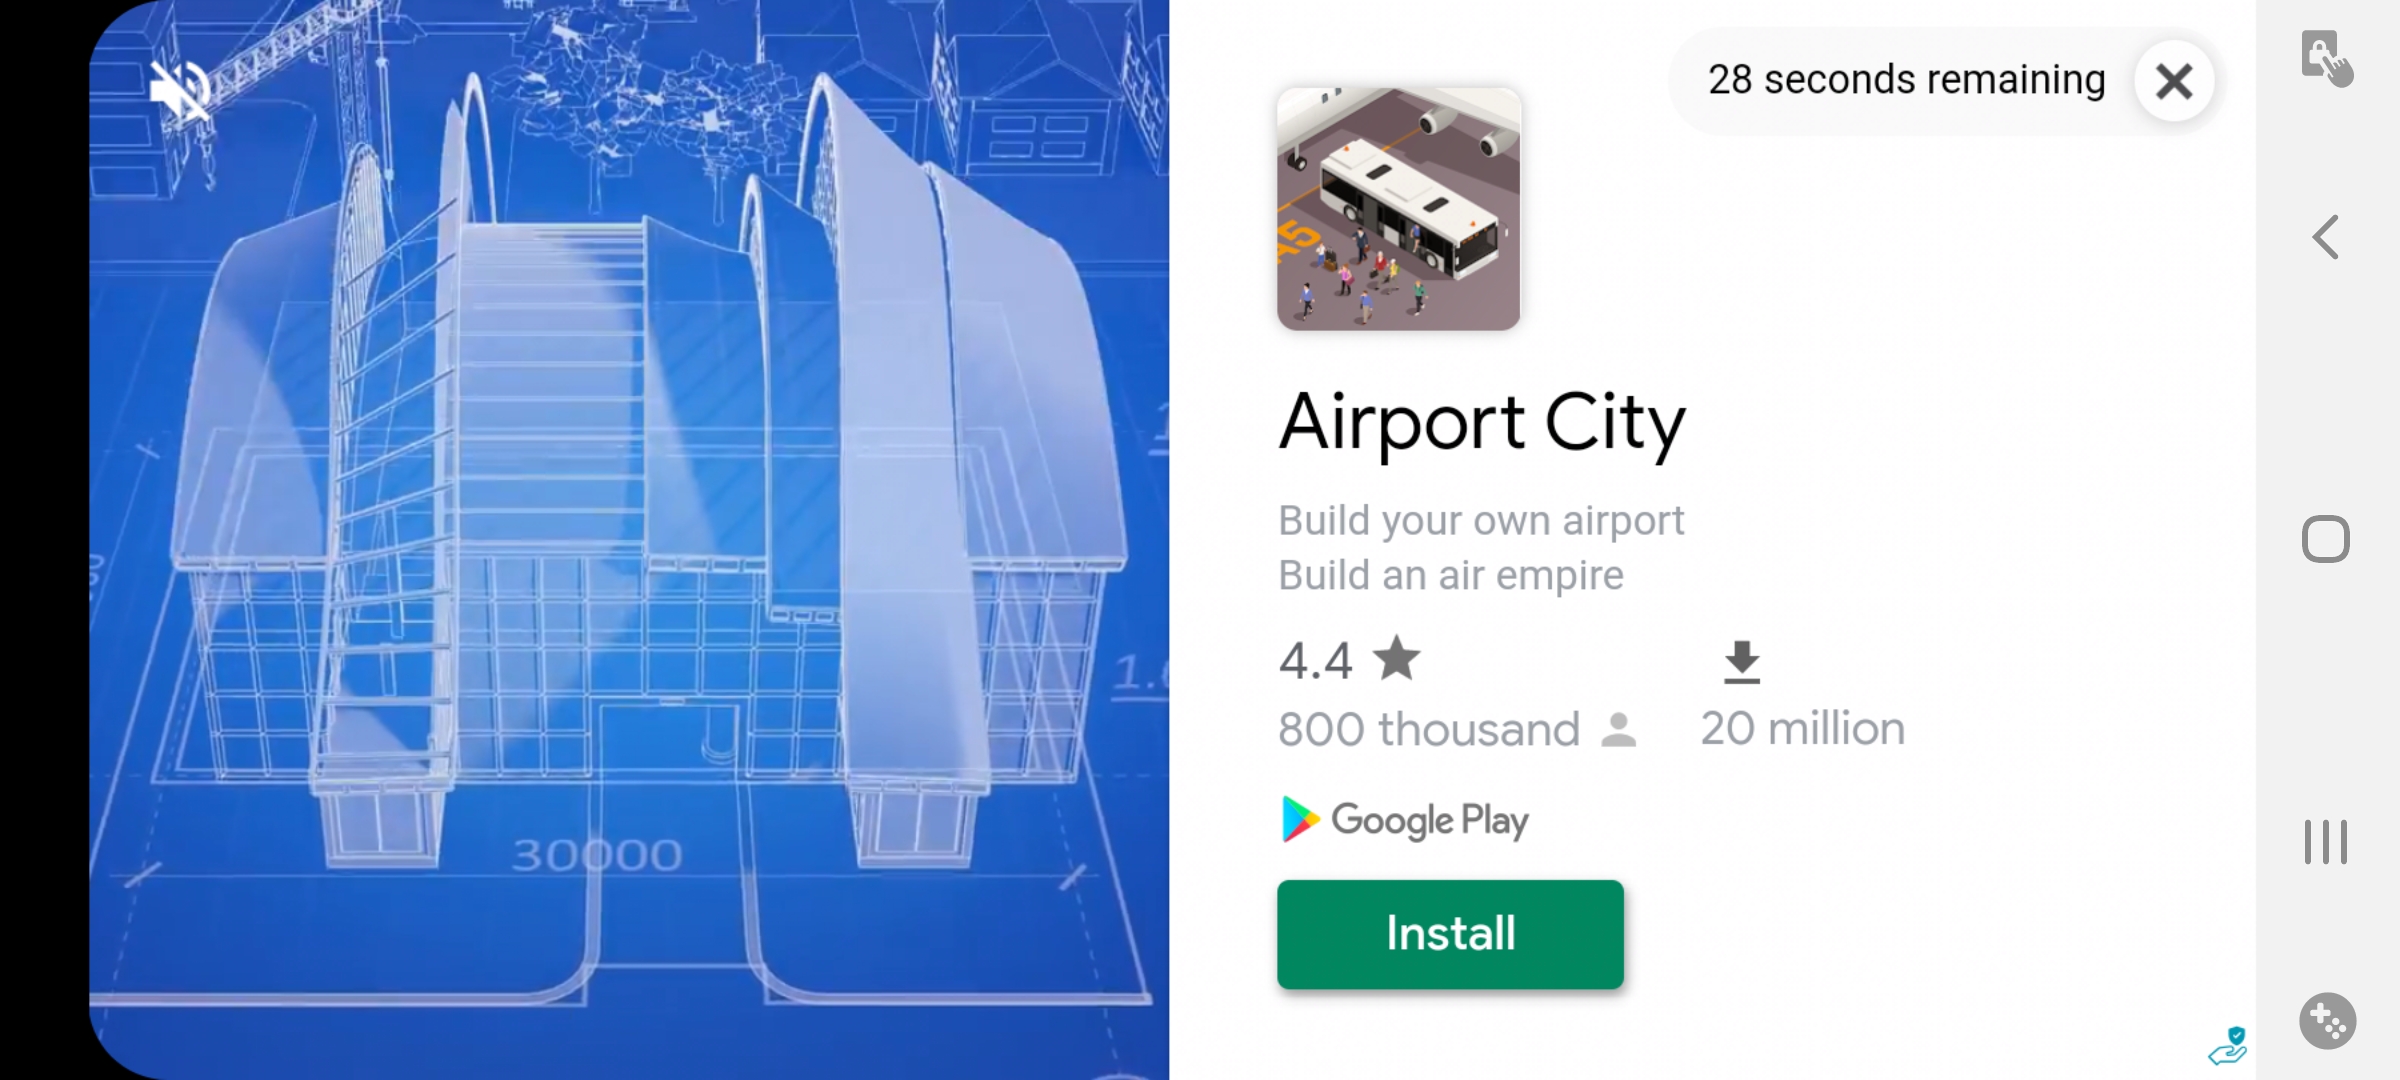 28 seconds remaining
A5
Airport City
Build your own airport
Build an air empire
4.4
800 thousand
20 million
Google Play
Install
30000